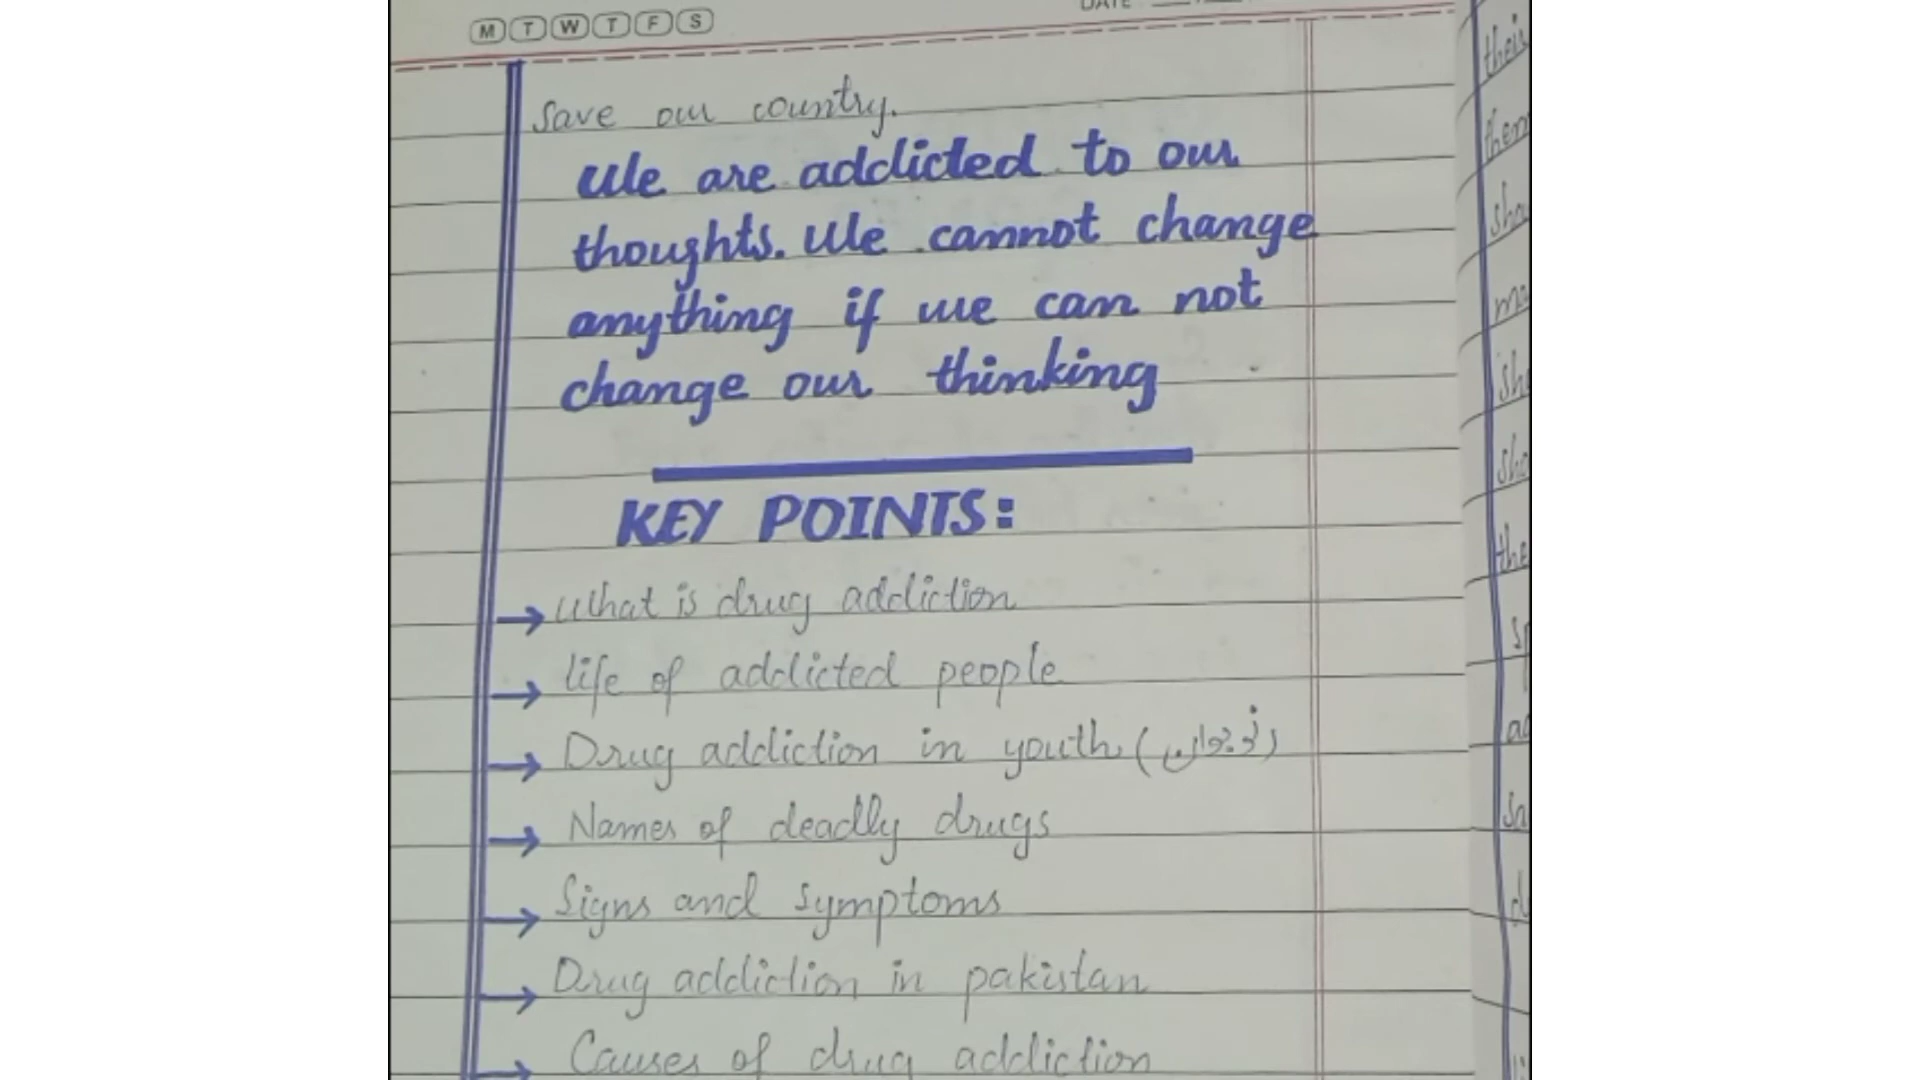 M T W T F S
DATE
Save our country.
We are addicted to our
thoughts. We cannot change
anything if we can not
change our thinking
KEY POINTS:
→ What is drug addiction
→ life of addicted people
→ Drug addiction in youth (نوجوان)
→ Names of deadly drugs
→ Signs and symptoms
→ Drug addiction in pakistan
→ Causes of drug addiction